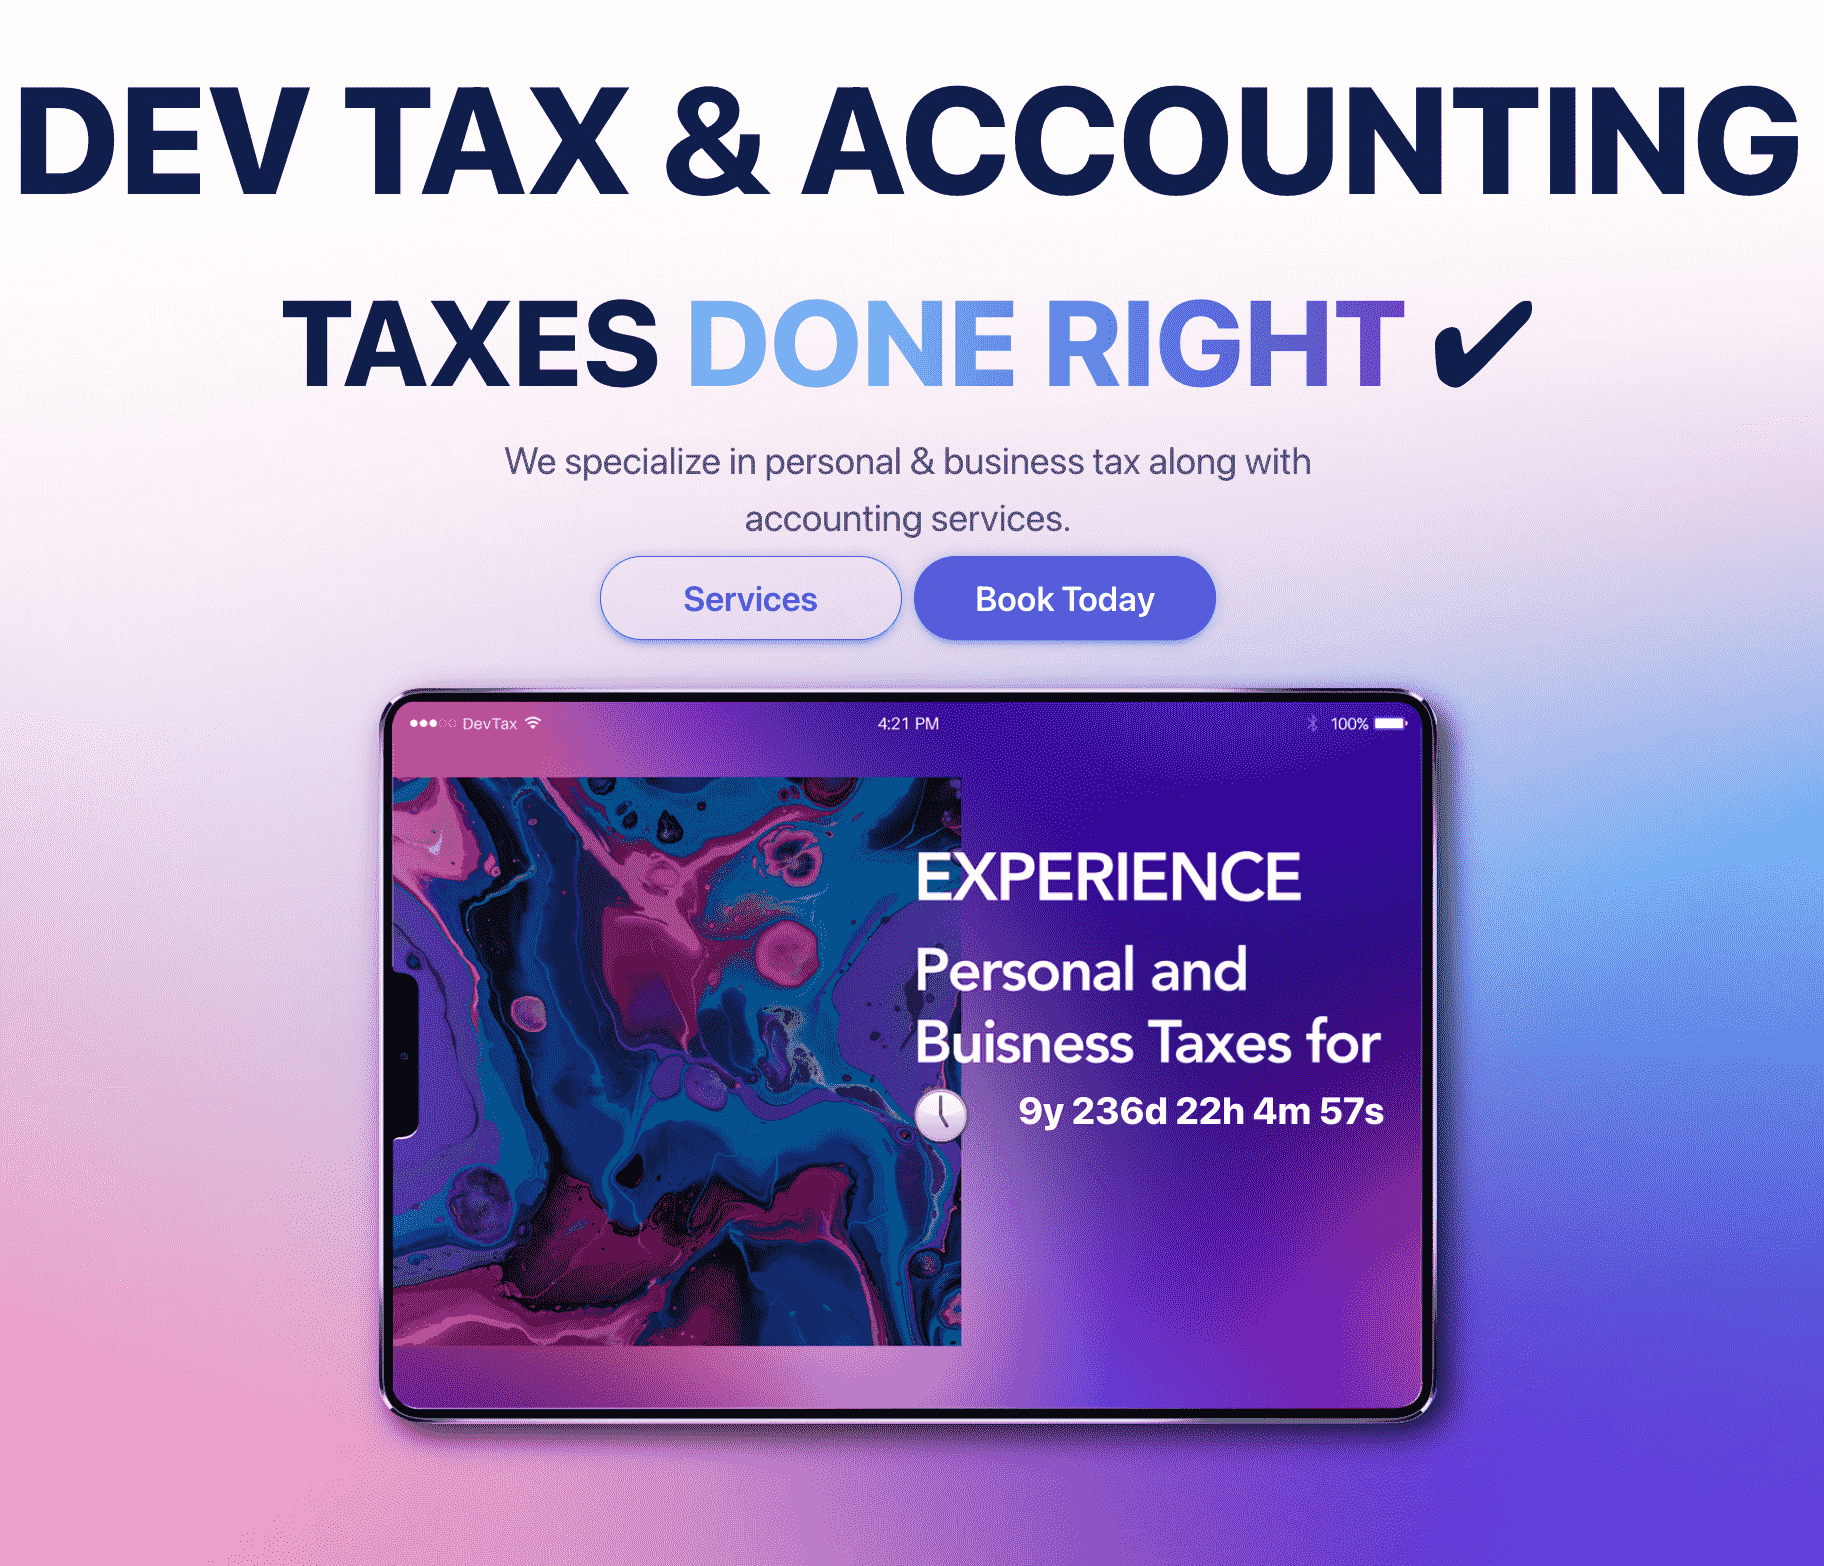 DEV TAX & ACCOUNTING
TAXES DONE RIGHT ✔
We specialize in personal & business tax along with
accounting services.
Services
Book Today
DevTax
4:21 PM
100%
EXPERIENCE
Personal and
Buisness Taxes for
9y 236d 22h 4m 57s